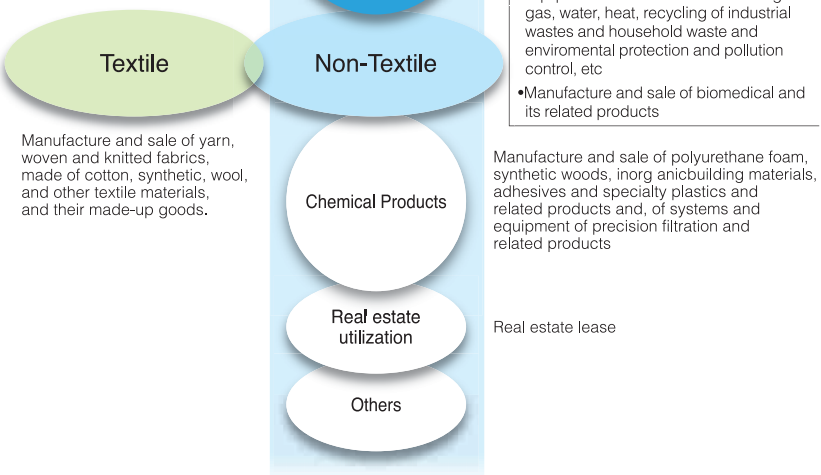 gas, water, heat, recycling of industrial
wastes and household waste and
enviromental protection and pollution
control, etc
•Manufacture and sale of biomedical and
its related products
Textile
Non-Textile
Manufacture and sale of yarn,
woven and knitted fabrics,
made of cotton, synthetic, wool,
and other textile materials,
and their made-up goods.
Chemical Products
Manufacture and sale of polyurethane foam,
synthetic woods, inorg anicbuilding materials,
adhesives and specialty plastics and
related products and, of systems and
equipment of precision filtration and
related products
Real estate
utilization
Real estate lease
Others